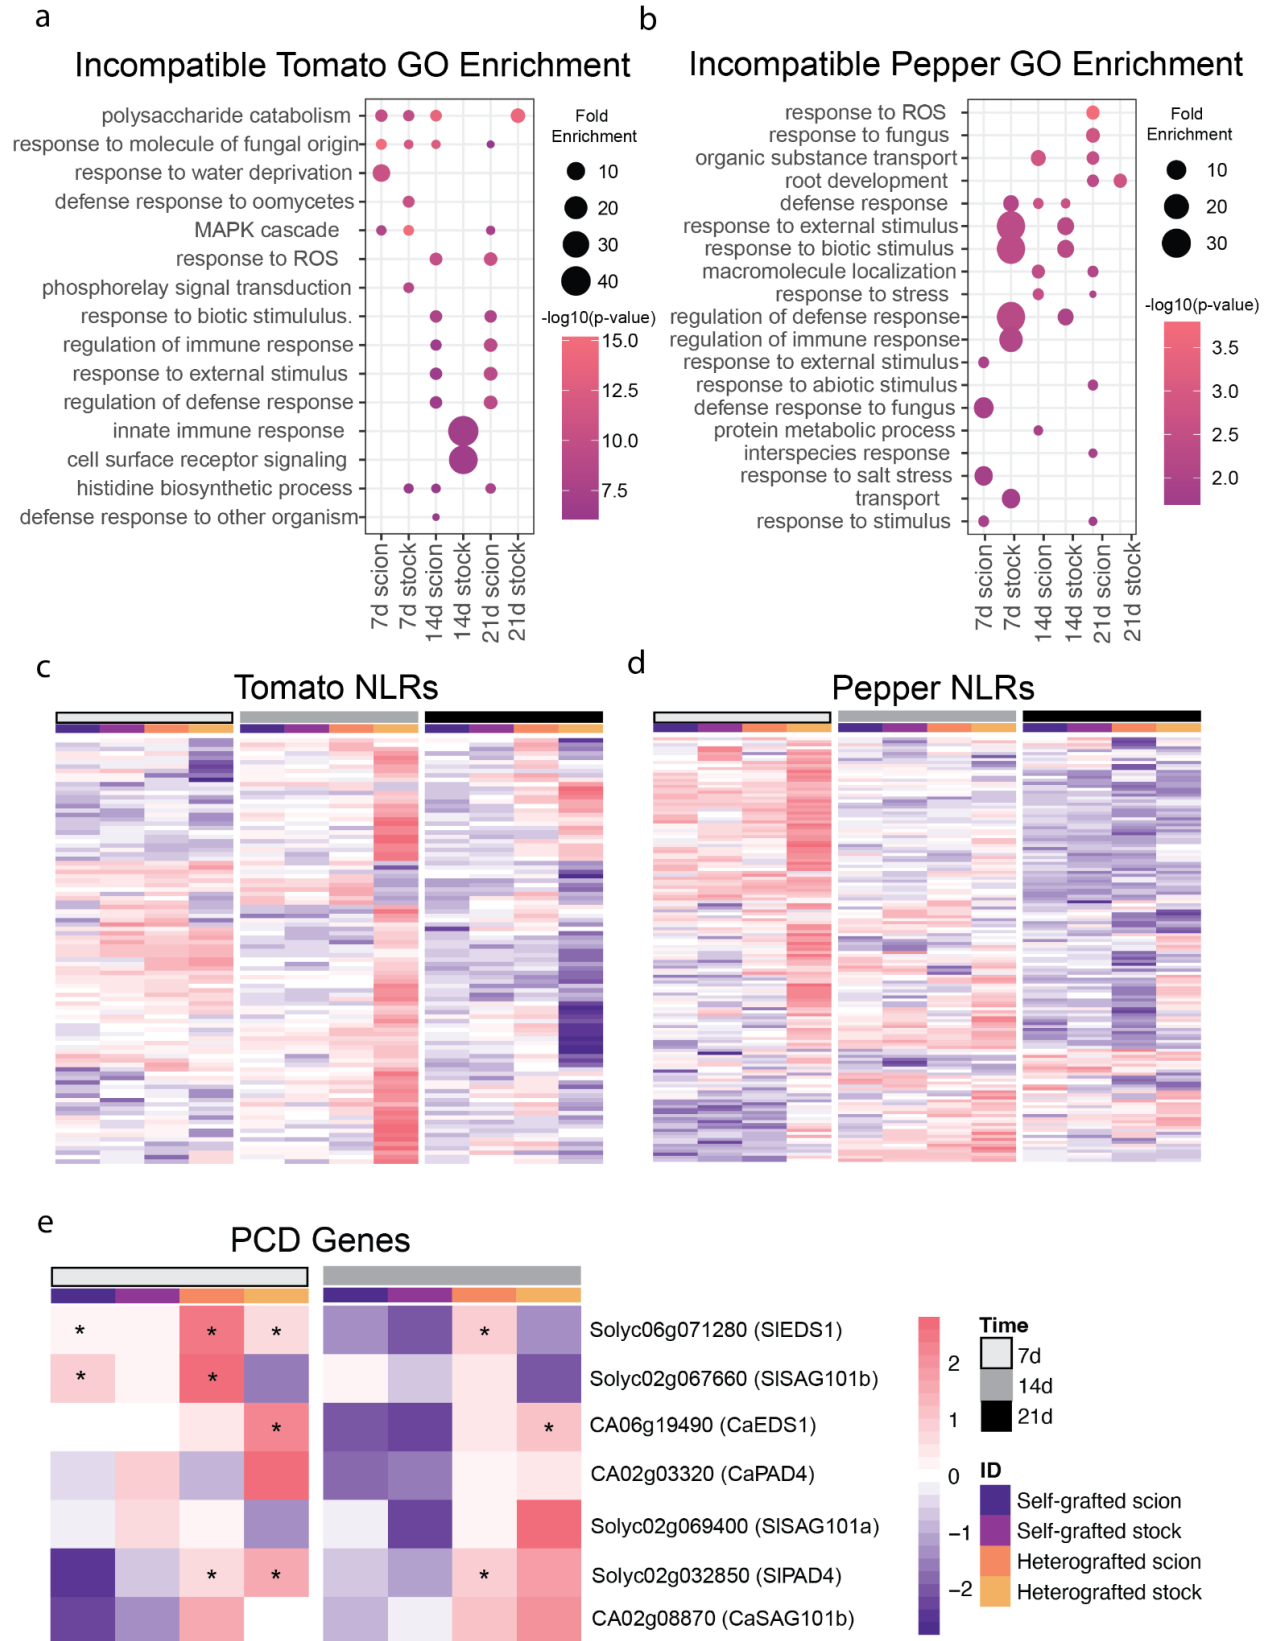 a
Incompatible Tomato GO Enrichment
polysaccharide catabolism
response to molecule of fungal origin
response to water deprivation
defense response to oomycetes
MAPK cascade
response to ROS
phosphorelay signal transduction
response to biotic stimululus.
regulation of immune response
response to external stimulus
regulation of defense response
innate immune response
cell surface receptor signaling
histidine biosynthetic process
defense response to other organism
7d scion
7d stock
14d scion
14d stock
21d scion
21d stock
Fold
Enrichment
10
20
30
40
-log10(p-value)
15.0
12.5
10.0
7.5
b
Incompatible Pepper GO Enrichment
response to ROS
response to fungus
organic substance transport
root development
defense response
response to external stimulus
response to biotic stimulus
macromolecule localization
response to stress
regulation of defense response
regulation of immune response
response to external stimulus
response to abiotic stimulus
defense response to fungus
protein metabolic process
interspecies response
response to salt stress
transport
response to stimulus
7d scion
7d stock
14d scion
14d stock
21d scion
21d stock
Fold
Enrichment
10
20
30
-log10(p-value)
3.5
3.0
2.5
2.0
c
Tomato NLRs
d
Pepper NLRs
e
PCD Genes
* * * *
* *
* *
* * *
Solyc06g071280 (SlEDS1)
Solyc02g067660 (SlSAG101b)
CA06g19490 (CaEDS1)
CA02g03320 (CaPAD4)
Solyc02g069400 (SlSAG101a)
Solyc02g032850 (SlPAD4)
CA02g08870 (CaSAG101b)
2
1
0
−1
−2
Time
7d
14d
21d
ID
Self-grafted scion
Self-grafted stock
Heterografted scion
Heterografted stock